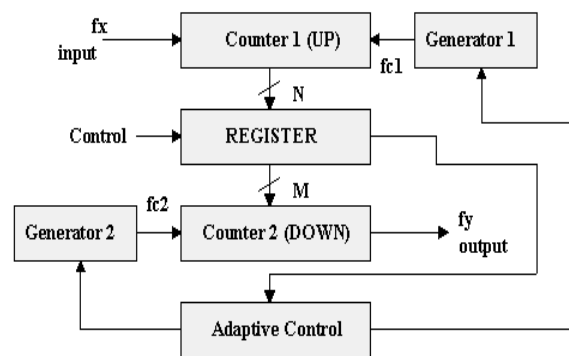 fx
input
Counter 1 (UP)
fc1
Generator 1
N
Control
REGISTER
M
fc2
Generator 2
Counter 2 (DOWN)
fy
output
Adaptive Control